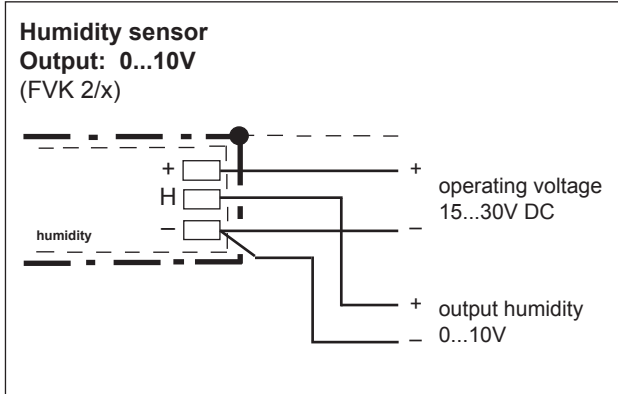 Humidity sensor
Output: 0...10V
(FVK 2/x)
+
H
–
humidity
+
operating voltage
15...30V DC
–
+
output humidity
0...10V
–